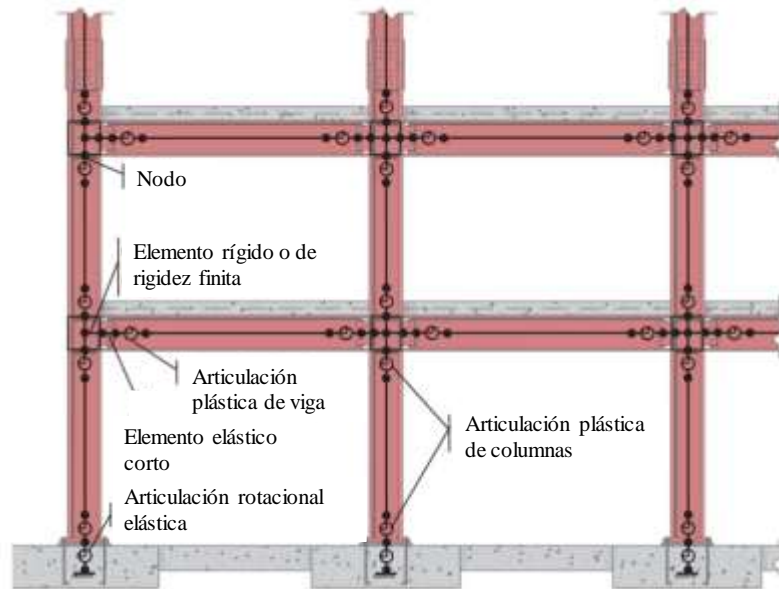 Nodo
Elemento rígido o de
rigidez finita
Articulación
plástica de viga
Elemento elástico
corto
Articulación plástica
de columnas
Articulación rotacional
elástica